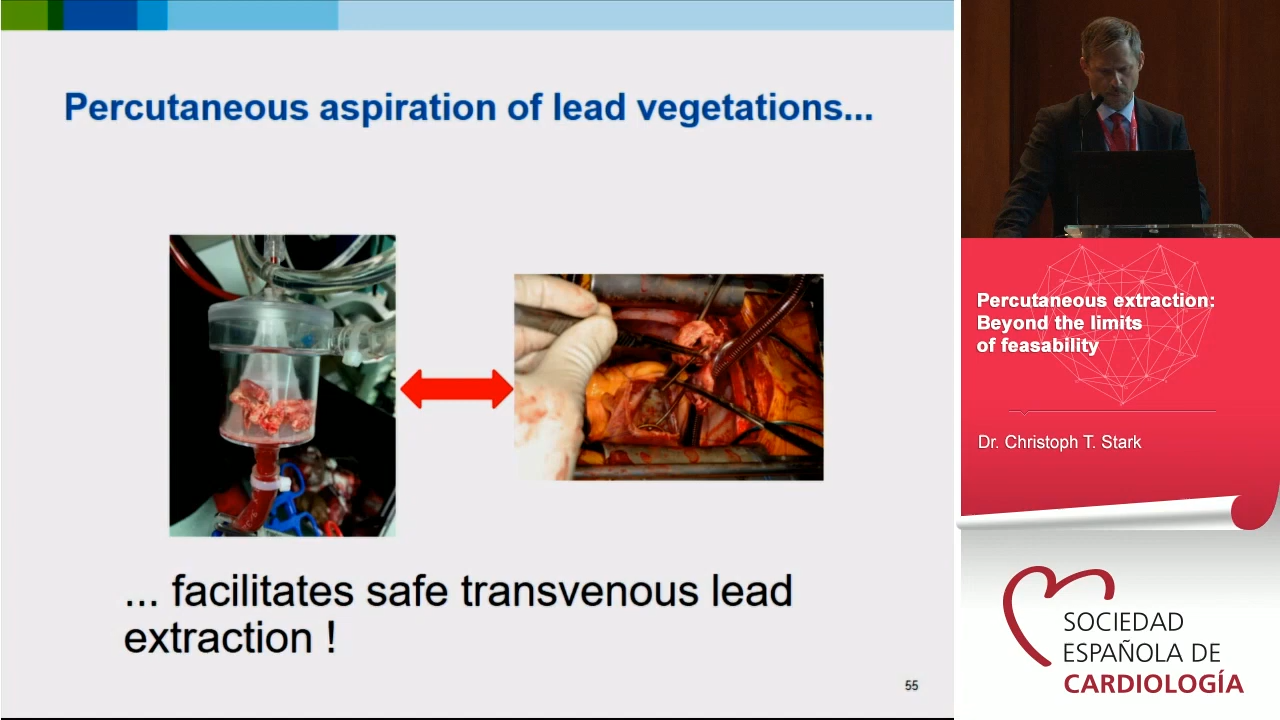 Percutaneous aspiration of lead vegetations...
... facilitates safe transvenous lead
extraction !
55
Percutaneous extraction:
Beyond the limits
of feasability
Dr. Christoph T. Stark
SOCIEDAD
ESPAÑOLA DE
CARDIOLOGÍA